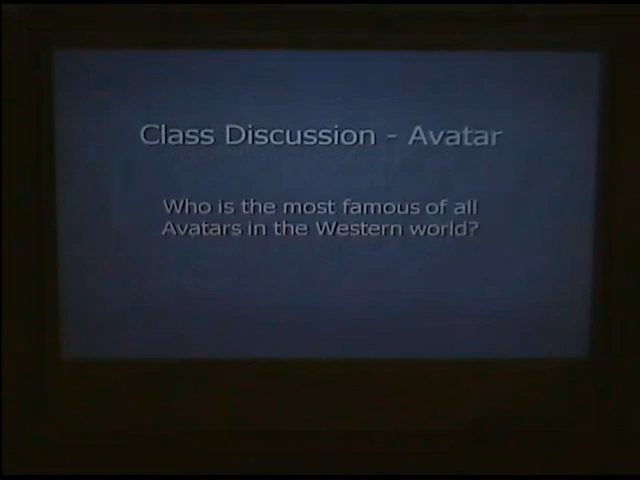 Class Discussion - Avatar
Who is the most famous of all
Avatars in the Western world?